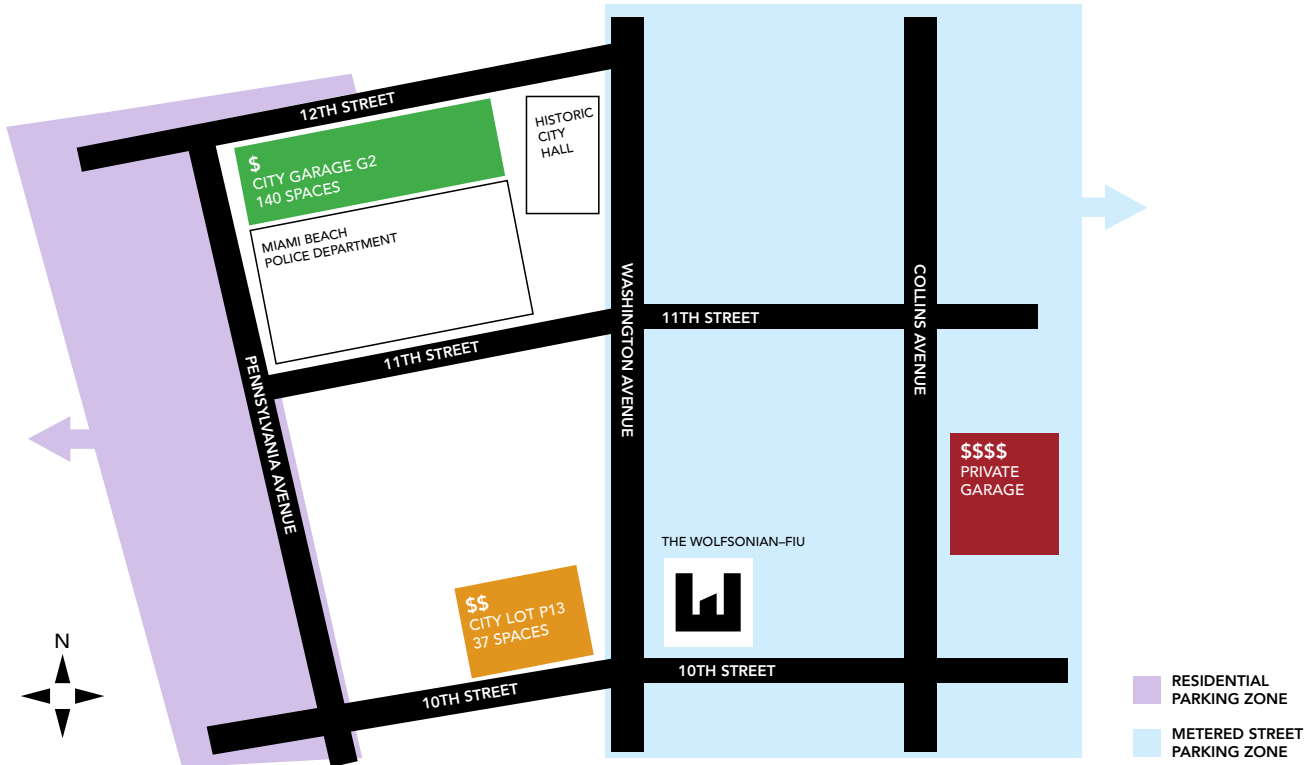 12TH STREET
$
CITY GARAGE G2
140 SPACES
HISTORIC
CITY
HALL
MIAMI BEACH
POLICE DEPARTMENT
WASHINGTON AVENUE
COLLINS AVENUE
11TH STREET
11TH STREET
PENNSYLVANIA AVENUE
$$$$
PRIVATE
GARAGE
THE WOLFSONIAN–FIU
W
$$
CITY LOT P13
37 SPACES
N
10TH STREET
10TH STREET
RESIDENTIAL
PARKING ZONE
METERED STREET
PARKING ZONE